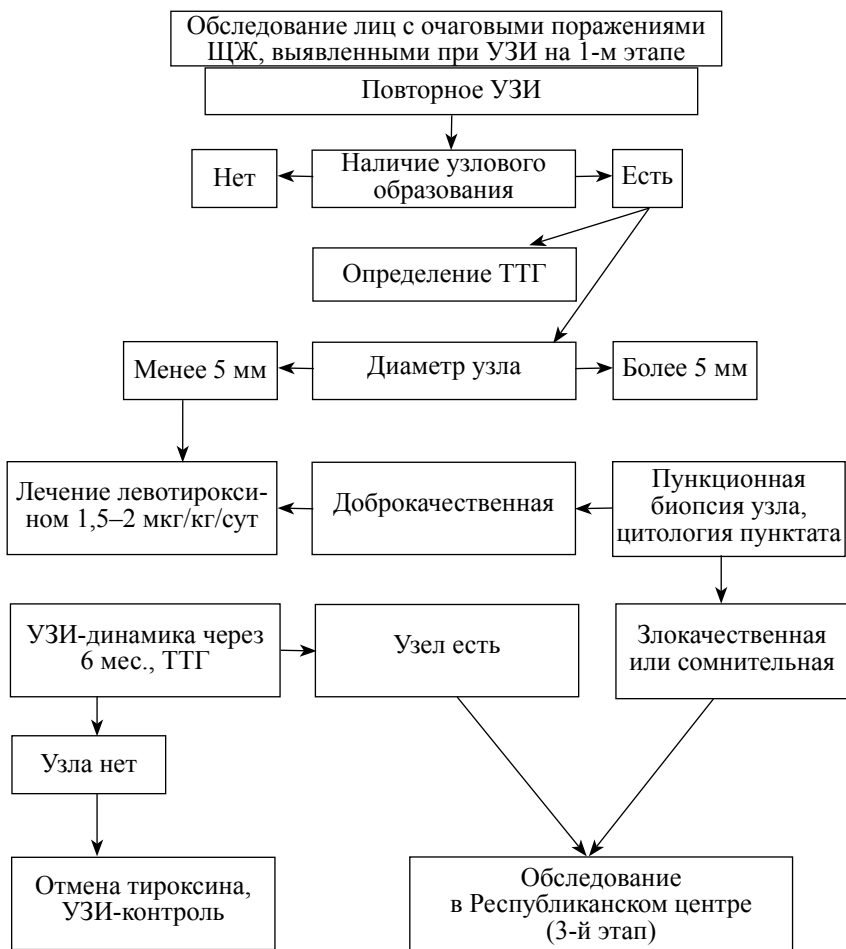 Обследование лиц с очаговыми поражениями
ЩЖ, выявленными при УЗИ на 1-м этапе
Повторное УЗИ
Нет
Наличие узлового
образования
Есть
Определение ТТГ
Менее 5 мм
Диаметр узла
Более 5 мм
Лечение левотирокси-
ном 1,5–2 мкг/кг/сут
Доброкачественная
Пункционная
биопсия узла,
цитология пунктата
УЗИ-динамика через
6 мес., ТТГ
Узел есть
Злокачественная
или сомнительная
Узла нет
Отмена тироксина,
УЗИ-контроль
Обследование
в Республиканском центре
(3-й этап)